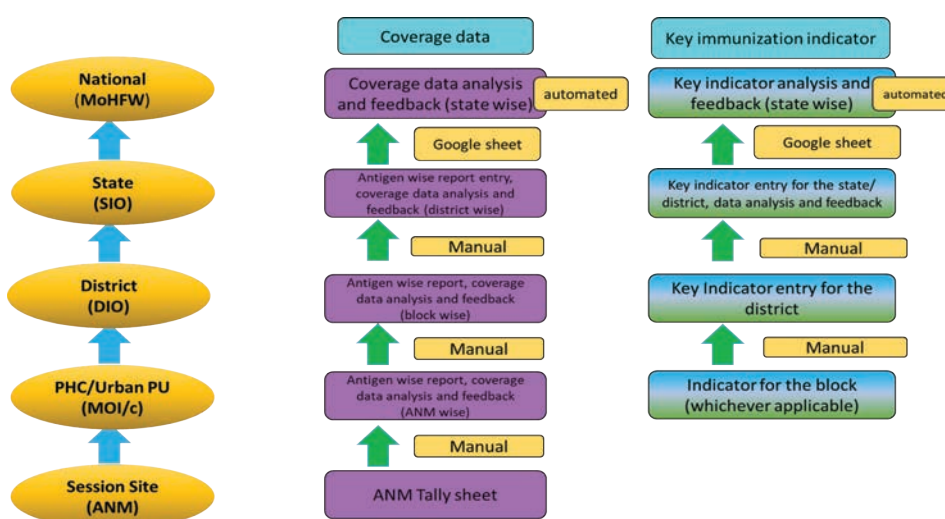 National
(MoHFW)
State
(SIO)
District
(DIO)
PHC/Urban PU
(MOI/c)
Session Site
(ANM)
Coverage data
Coverage data analysis
and feedback (state wise)
automated
Google sheet
Antigen wise report entry,
coverage data analysis and
feedback (district wise)
Manual
Antigen wise report, coverage
data analysis and feedback
(block wise)
Manual
Antigen wise report, coverage
data analysis and feedback
(ANM wise)
Manual
ANM Tally sheet
Key immunization indicator
Key indicator analysis and
feedback (state wise)
automated
Google sheet
Key indicator entry for the state/
district, data analysis and feedback
Manual
Key Indicator entry for the
district
Manual
Indicator for the block
(whichever applicable)